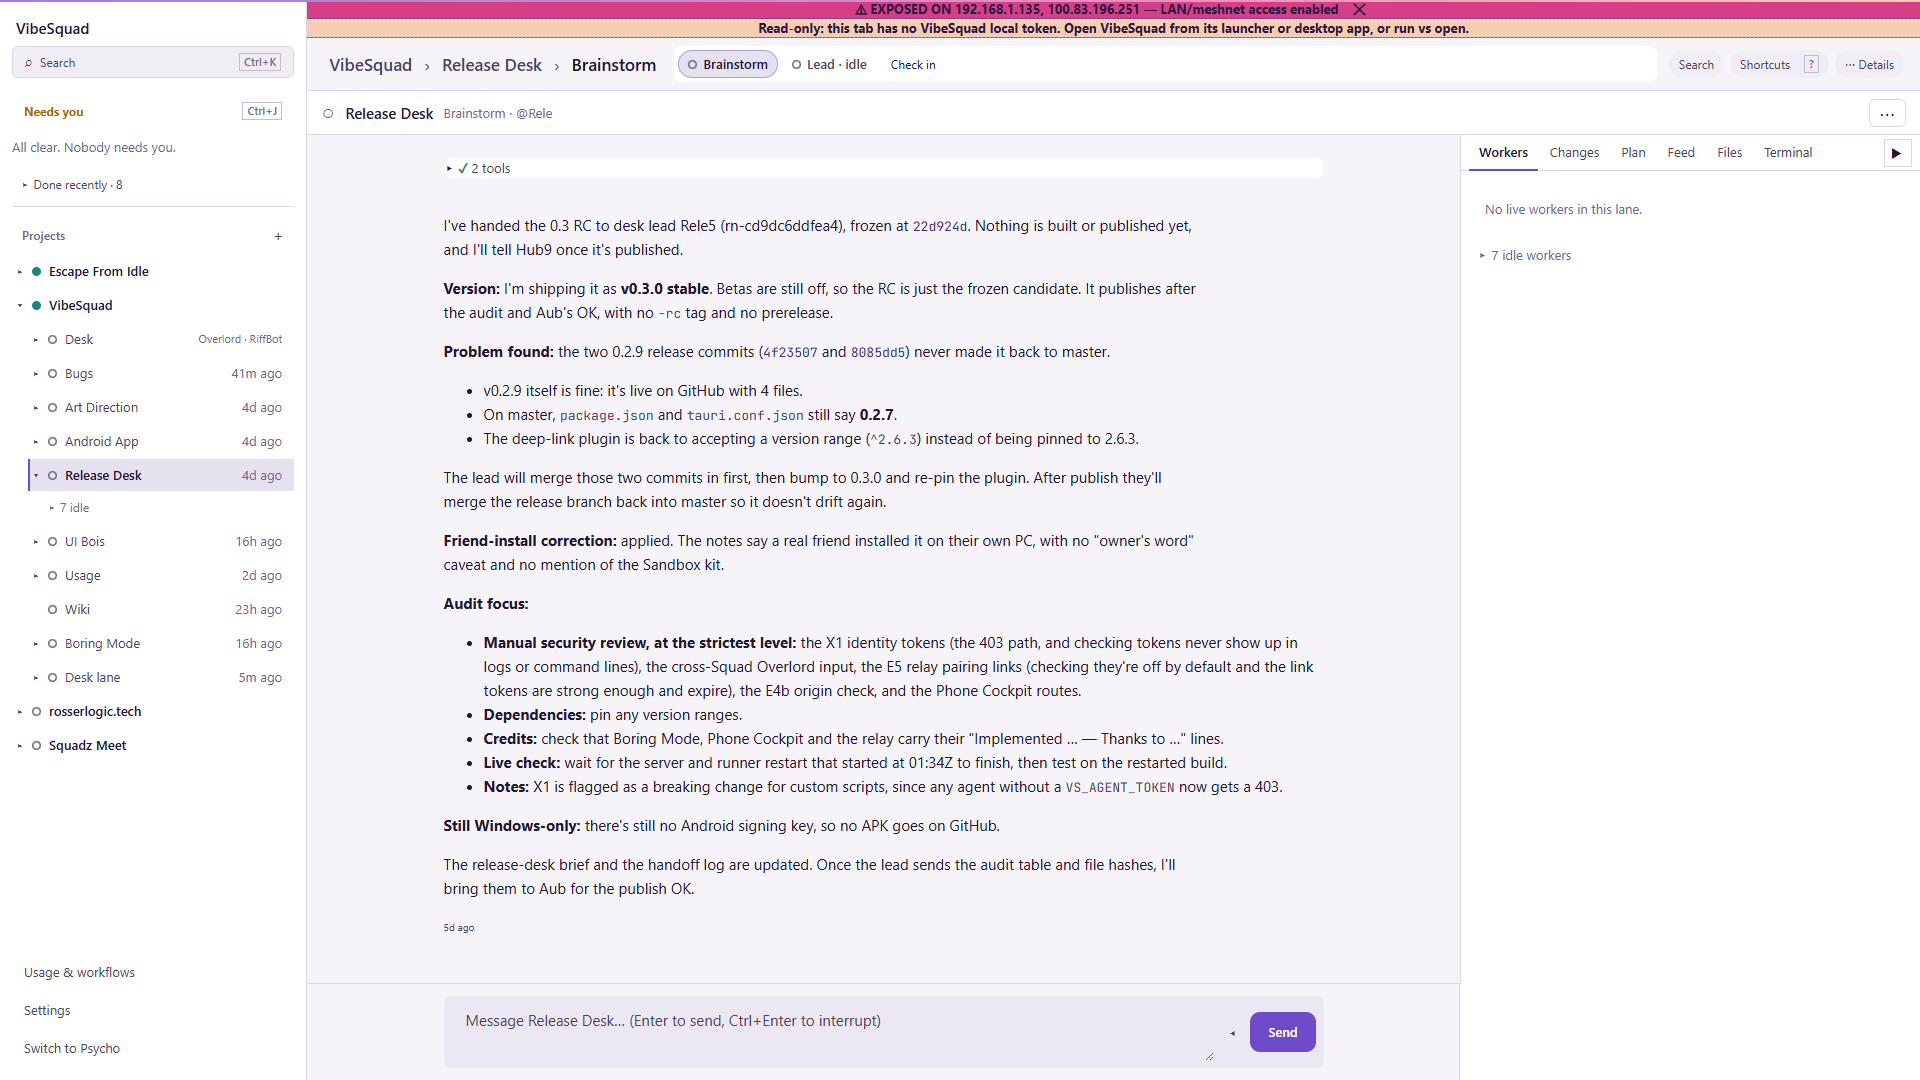 ⚠ EXPOSED ON 192.168.1.135, 100.83.196.251 — LAN/meshnet access enabled
Read-only: this tab has no VibeSquad local token. Open VibeSquad from its launcher or desktop app, or run vs open.
VibeSquad
Search Ctrl+K
Needs you Ctrl+J
All clear. Nobody needs you.
Done recently · 8
Projects +
Escape From Idle
VibeSquad
Desk Overlord · RiffBot
Bugs 41m ago
Art Direction 4d ago
Android App 4d ago
Release Desk 4d ago
7 idle
UI Bois 16h ago
Usage 2d ago
Wiki 23h ago
Boring Mode 16h ago
Desk lane 5m ago
rosserlogic.tech
Squadz Meet
Usage & workflows
Settings
Switch to Psycho
VibeSquad › Release Desk › Brainstorm
Brainstorm
Lead · idle
Check in
Search
Shortcuts ?
··· Details
Release Desk Brainstorm · @Rele
...
✓ 2 tools
I've handed the 0.3 RC to desk lead Rele5 (rn-cd9dc6ddfea4), frozen at 22d924d. Nothing is built or published yet,
and I'll tell Hub9 once it's published.
Version: I'm shipping it as v0.3.0 stable. Betas are still off, so the RC is just the frozen candidate. It publishes after
the audit and Aub's OK, with no -rc tag and no prerelease.
Problem found: the two 0.2.9 release commits (4f23507 and 8085dd5) never made it back to master.
• v0.2.9 itself is fine: it's live on GitHub with 4 files.
• On master, package.json and tauri.conf.json still say 0.2.7.
• The deep-link plugin is back to accepting a version range (^2.6.3) instead of being pinned to 2.6.3.
The lead will merge those two commits in first, then bump to 0.3.0 and re-pin the plugin. After publish they'll
merge the release branch back into master so it doesn't drift again.
Friend-install correction: applied. The notes say a real friend installed it on their own PC, with no "owner's word"
caveat and no mention of the Sandbox kit.
Audit focus:
• Manual security review, at the strictest level: the X1 identity tokens (the 403 path, and checking tokens never show up in
logs or command lines), the cross-Squad Overlord input, the E5 relay pairing links (checking they're off by default and the link
tokens are strong enough and expire), the E4b origin check, and the Phone Cockpit routes.
• Dependencies: pin any version ranges.
• Credits: check that Boring Mode, Phone Cockpit and the relay carry their "Implemented ... — Thanks to ..." lines.
• Live check: wait for the server and runner restart that started at 01:34Z to finish, then test on the restarted build.
• Notes: X1 is flagged as a breaking change for custom scripts, since any agent without a VS_AGENT_TOKEN now gets a 403.
Still Windows-only: there's still no Android signing key, so no APK goes on GitHub.
The release-desk brief and the handoff log are updated. Once the lead sends the audit table and file hashes, I'll
bring them to Aub for the publish OK.
5d ago
Message Release Desk... (Enter to send, Ctrl+Enter to interrupt)
Send
Workers Changes Plan Feed Files Terminal
No live workers in this lane.
7 idle workers